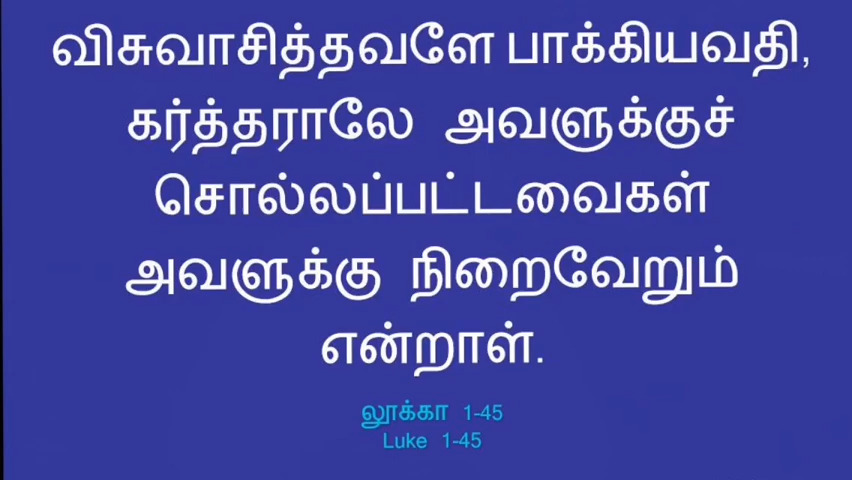 விசுவாசித்தவளே பாக்கியவதி,
கர்த்தராலே அவளுக்குச்
சொல்லப்பட்டவைகள்
அவளுக்கு நிறைவேறும்
என்றாள்.
லூக்கா 1-45
Luke 1-45